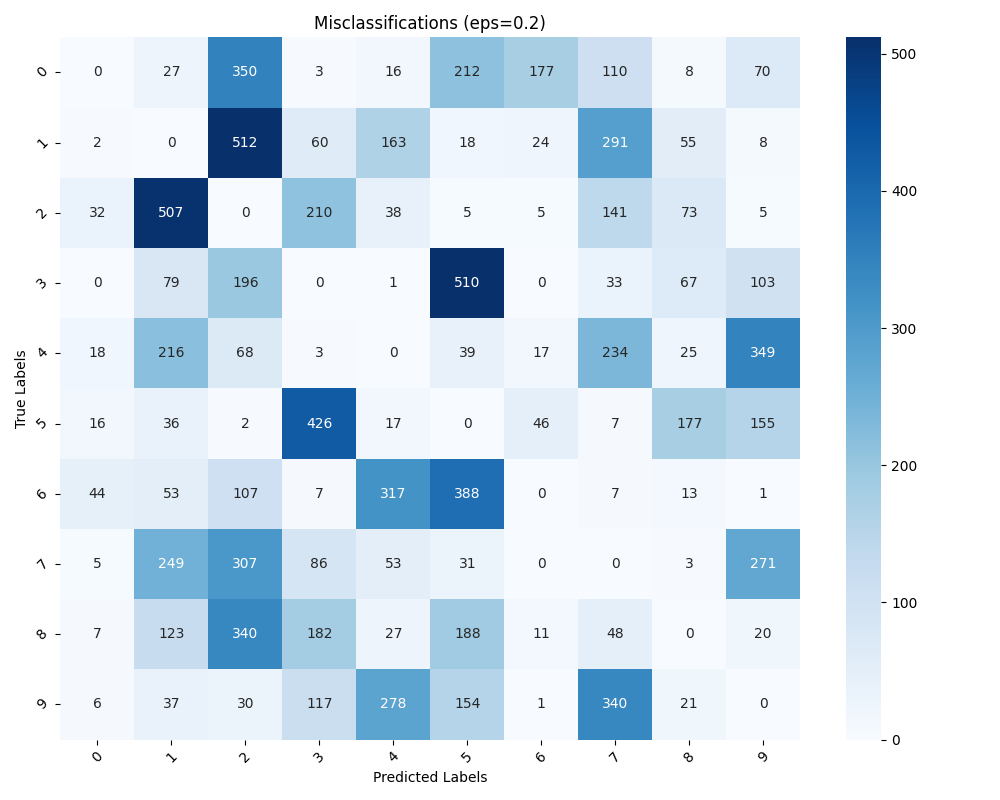 Misclassifications (eps=0.2)
0 0 27 350 3 16 212 177 110 8 70
1 2 0 512 60 163 18 24 291 55 8
2 32 507 0 210 38 5 5 141 73 5
3 0 79 196 0 1 510 0 33 67 103
4 18 216 68 3 0 39 17 234 25 349
5 16 36 2 426 17 0 46 7 177 155
6 44 53 107 7 317 388 0 7 13 1
7 5 249 307 86 53 31 0 0 3 271
8 7 123 340 182 27 188 11 48 0 20
9 6 37 30 117 278 154 1 340 21 0
0 1 2 3 4 5 6 7 8 9
Predicted Labels
True Labels
500
400
300
200
100
0